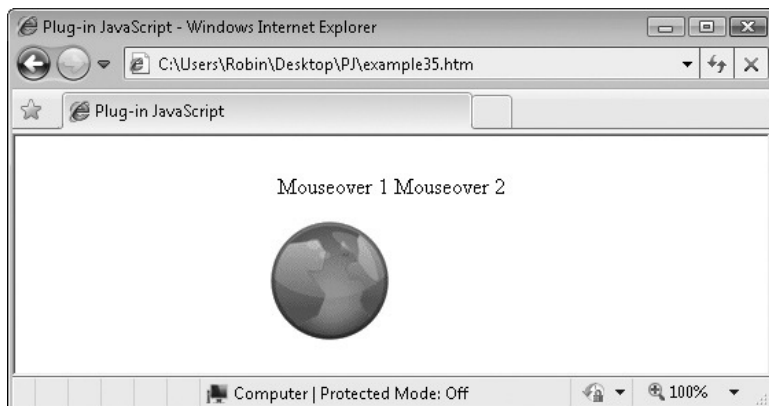 Plug-in JavaScript - Windows Internet Explorer
C:\Users\Robin\Desktop\PJ\example35.htm
Plug-in JavaScript
Mouseover 1 Mouseover 2
Computer | Protected Mode: Off
100%